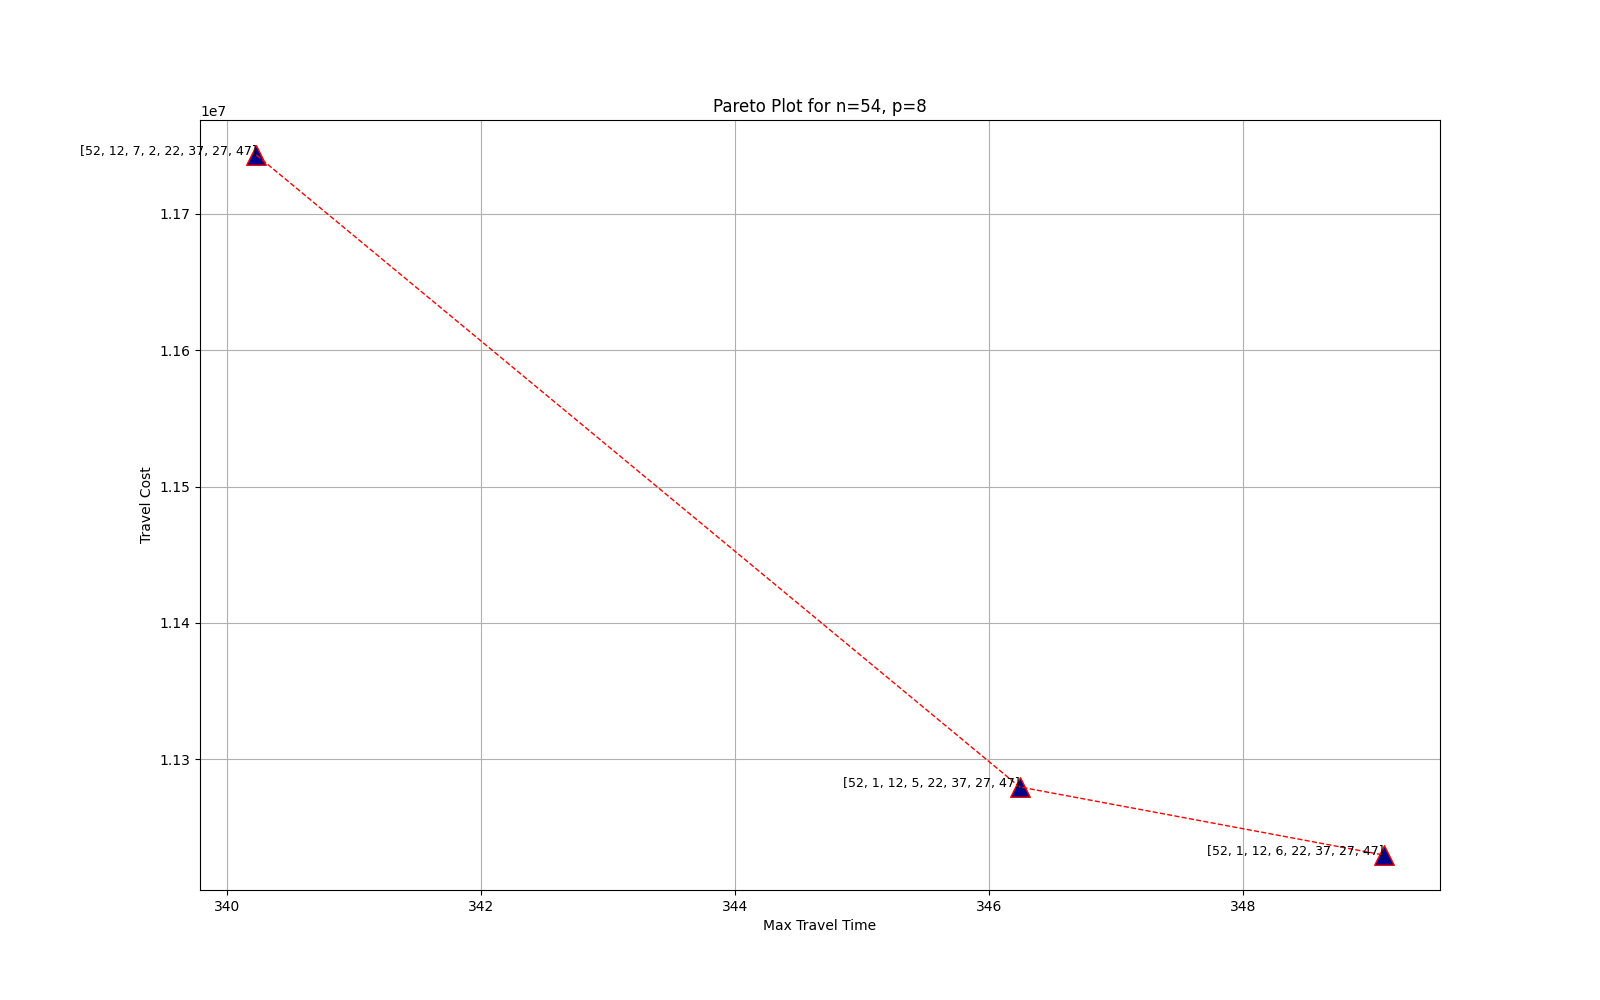 Pareto Plot for n=54, p=8
1e7
[52, 12, 7, 2, 22, 37, 27, 47]
1.17
1.16
1.15
1.14
1.13
Travel Cost
[52, 1, 12, 5, 22, 37, 27, 47]
[52, 1, 12, 6, 22, 37, 27, 47]
340
342
344
346
348
Max Travel Time